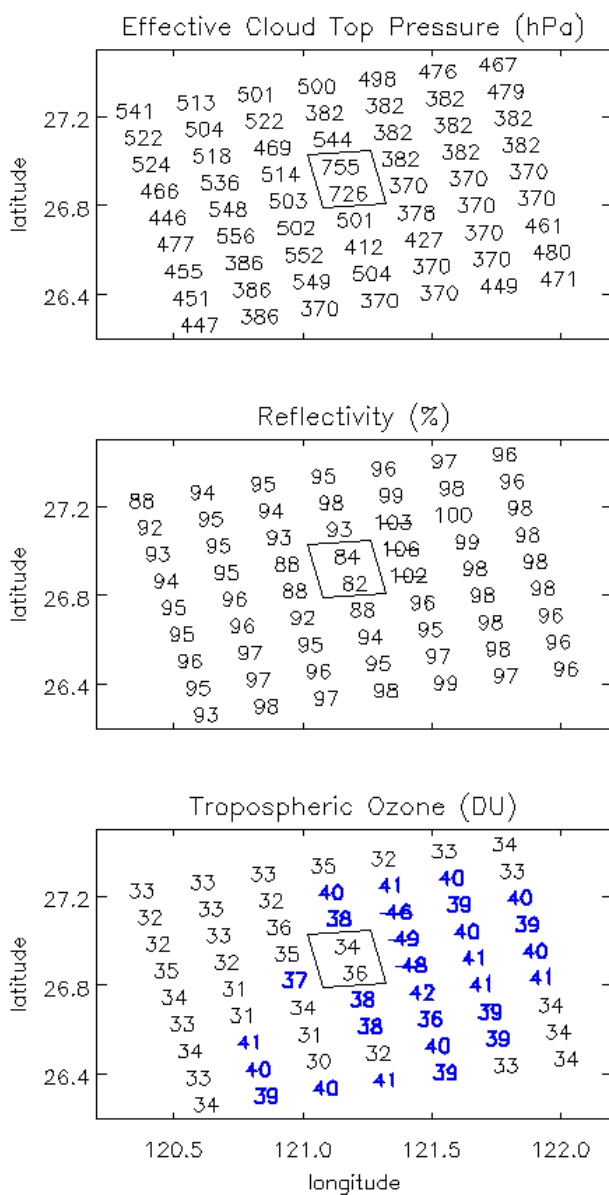 Effective Cloud Top Pressure (hPa)
latitude
27.2
26.8
26.4
541 513 501 500 498 476 467
522 504 522 382 382 382 479
524 518 469 544 382 382 382
466 536 514 755 382 382 382
446 548 503 726 370 370 370
477 556 502 501 378 370 370
455 386 552 412 427 370 461
451 386 549 504 370 370 480
447 386 370 370 370 449 471
Reflectivity (%)
latitude
27.2
26.8
26.4
88 94 95 95 96 97 96
92 95 94 98 99 98 96
93 95 93 93 103 100 98
94 95 88 84 106 99 98
95 96 88 82 102 98 98
95 96 92 88 96 98 98
96 97 95 94 95 98 96
95 97 96 95 97 98 96
93 98 97 98 99 97 96
Tropospheric Ozone (DU)
latitude
27.2
26.8
26.4
33 33 33 35 32 33 34
32 33 32 40 41 40 33
32 33 36 38 46 39 40
35 32 35 34 49 40 39
34 31 37 36 48 41 40
33 31 34 38 42 41 41
34 41 31 38 36 39 34
33 40 30 32 40 39 34
34 39 40 41 39 33 34
120.5 121.0 121.5 122.0
longitude